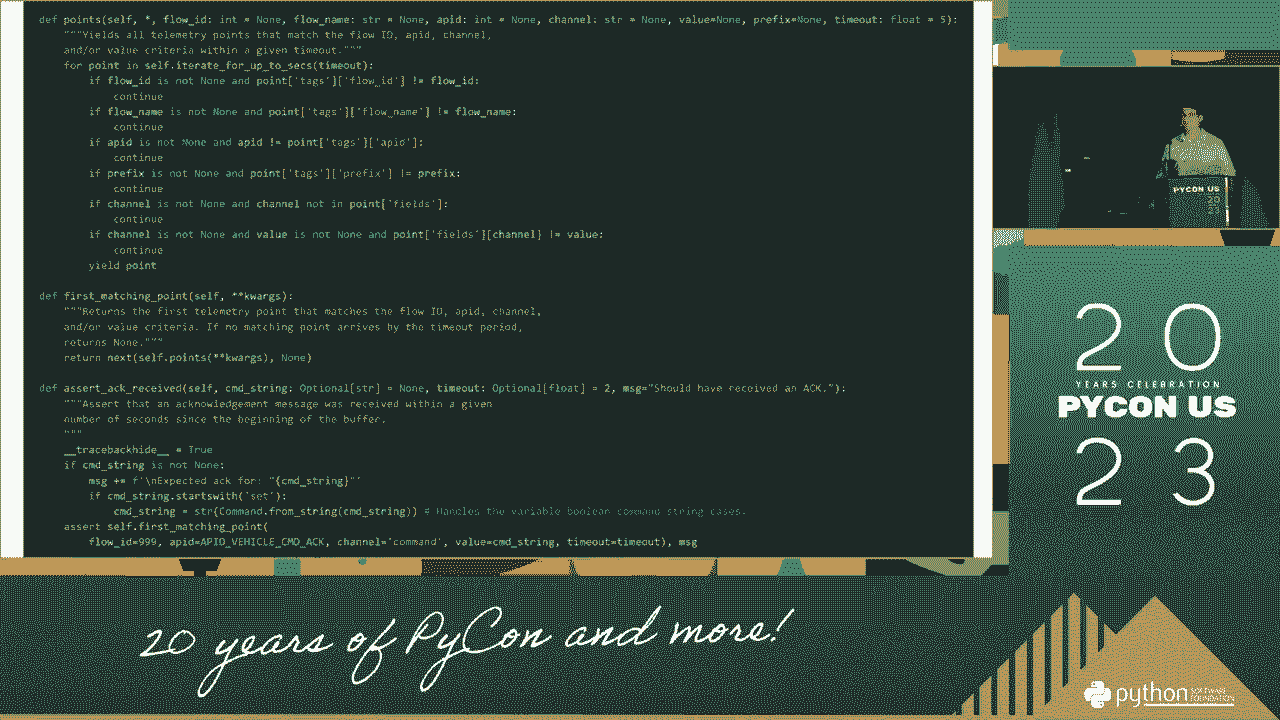 def points(self, *, flow_id: int = None, flow_name: str = None, apid: int = None, channel: str = None, value=None, prefix=None, timeout: float = 5):
"""Yields all telemetry points that match the flow ID, apid, channel,
and/or value criteria within a given timeout."""
for point in self.iterate_for_up_to_secs(timeout):
if flow_id is not None and point['tags']['flow_id'] != flow_id:
continue
if flow_name is not None and point['tags']['flow_name'] != flow_name:
continue
if apid is not None and apid != point['tags']['apid']:
continue
if prefix is not None and point['tags']['prefix'] != prefix:
continue
if channel is not None and channel not in point['fields']:
continue
if channel is not None and value is not None and point['fields'][channel] != value:
continue
yield point
def first_matching_point(self, **kwargs):
"""Returns the first telemetry point that matches the flow ID, apid, channel,
and/or value criteria. If no matching point arrives by the timeout period,
returns None."""
return next(self.points(**kwargs), None)
def assert_ack_received(self, cmd_string: Optional[str] = None, timeout: Optional[float] = 2, msg="Should have received an ACK."):
"""Assert that an acknowledgement message was received within a given
number of seconds since the beginning of the buffer.
"""
__tracebackhide__ = True
if cmd_string is not None:
msg += f'\nExpected ack for: "{cmd_string}"'
if cmd_string.startswith('set'):
cmd_string = str(Command.from_string(cmd_string)) # Handles the variable boolean command string cases.
assert self.first_matching_point(
flow_id=999, apid=APID_VEHICLE_CMD_ACK, channel='command', value=cmd_string, timeout=timeout), msg
PYCON US
20
23
20
YEARS CELEBRATION
PYCON US
23
20 years of PyCon and more!
python SOFTWARE
FOUNDATION